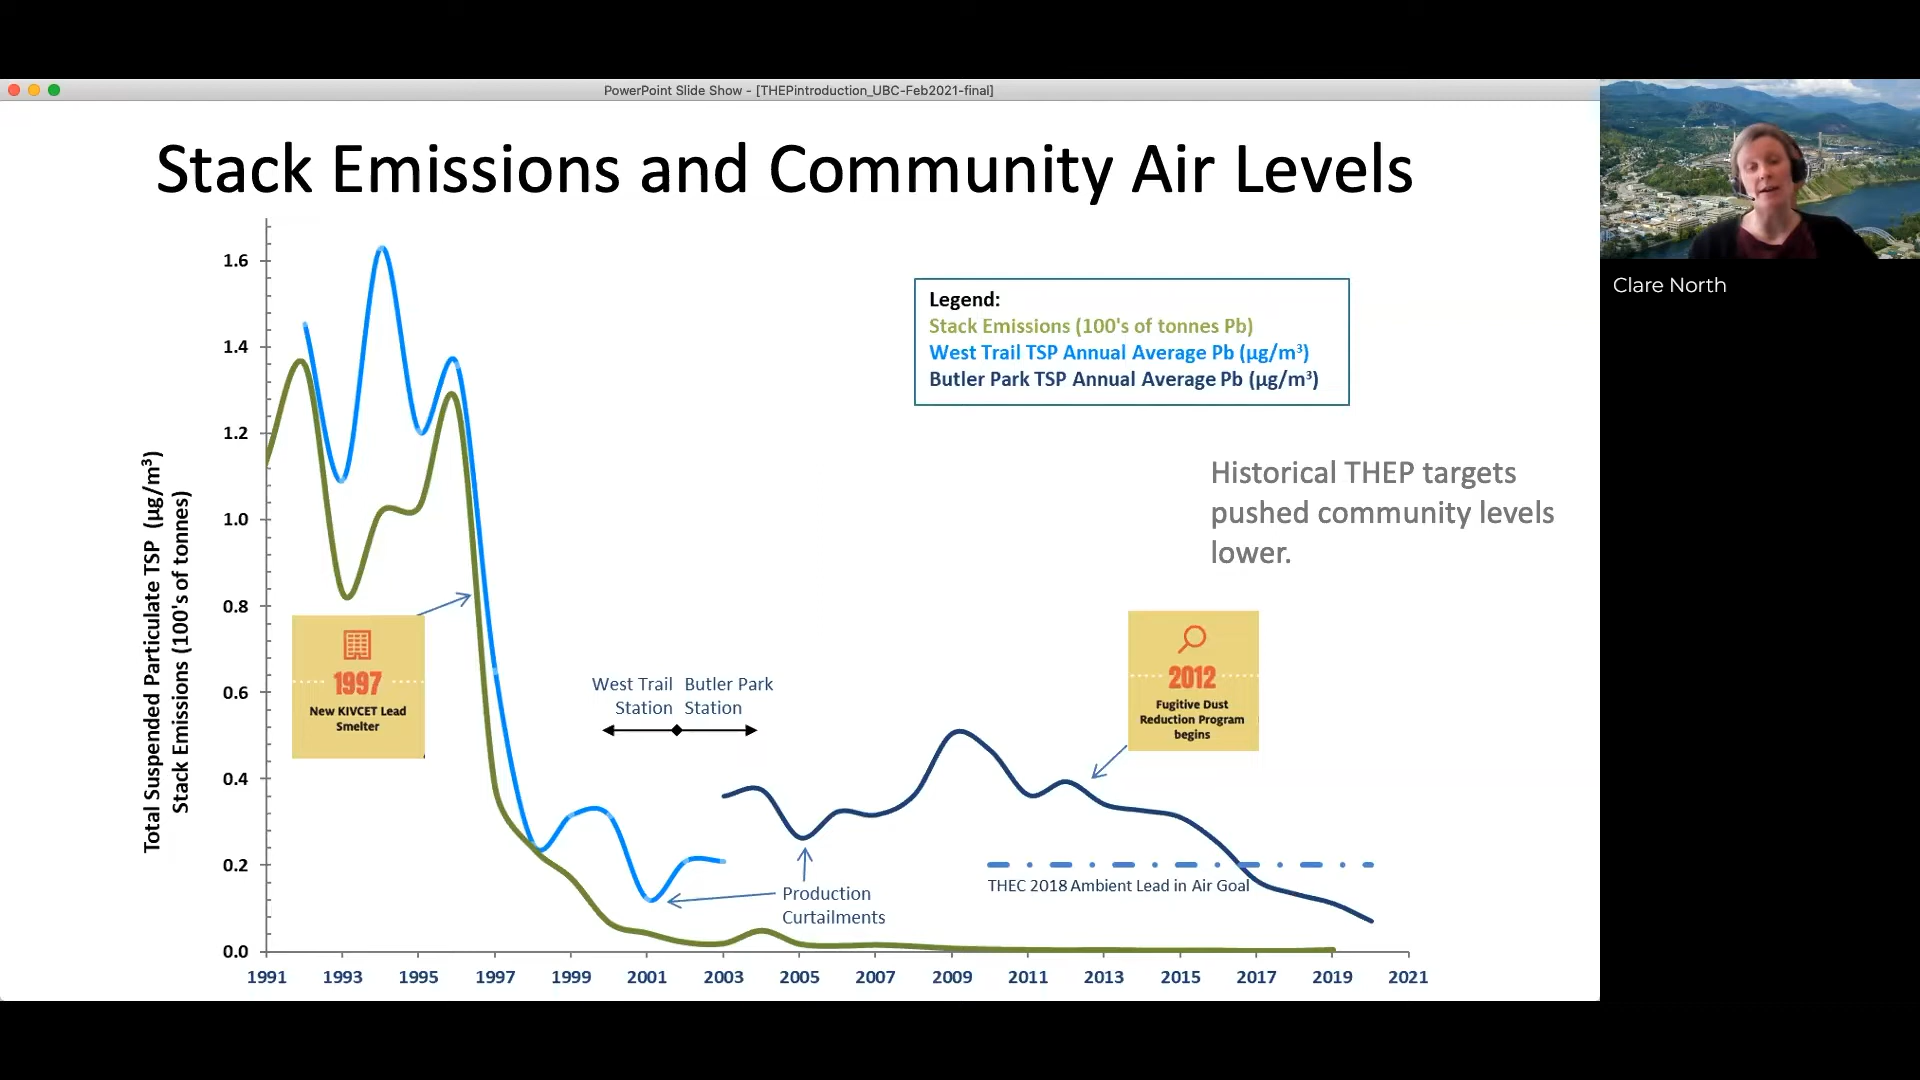 PowerPoint Slide Show - [THEPintroduction_UBC-Feb2021-final]
Stack Emissions and Community Air Levels
Clare North
Total Suspended Particulate TSP (µg/m³)
Stack Emissions (100's of tonnes)
1.6
1.4
1.2
1.0
0.8
0.6
0.4
0.2
0.0
Legend:
Stack Emissions (100's of tonnes Pb)
West Trail TSP Annual Average Pb (µg/m³)
Butler Park TSP Annual Average Pb (µg/m³)
Historical THEP targets
pushed community levels
lower.
1997
New KIVCET Lead
Smelter
West Trail
Station
Butler Park
Station
2012
Fugitive Dust
Reduction Program
begins
THEC 2018 Ambient Lead in Air Goal
Production
Curtailments
1991 1993 1995 1997 1999 2001 2003 2005 2007 2009 2011 2013 2015 2017 2019 2021